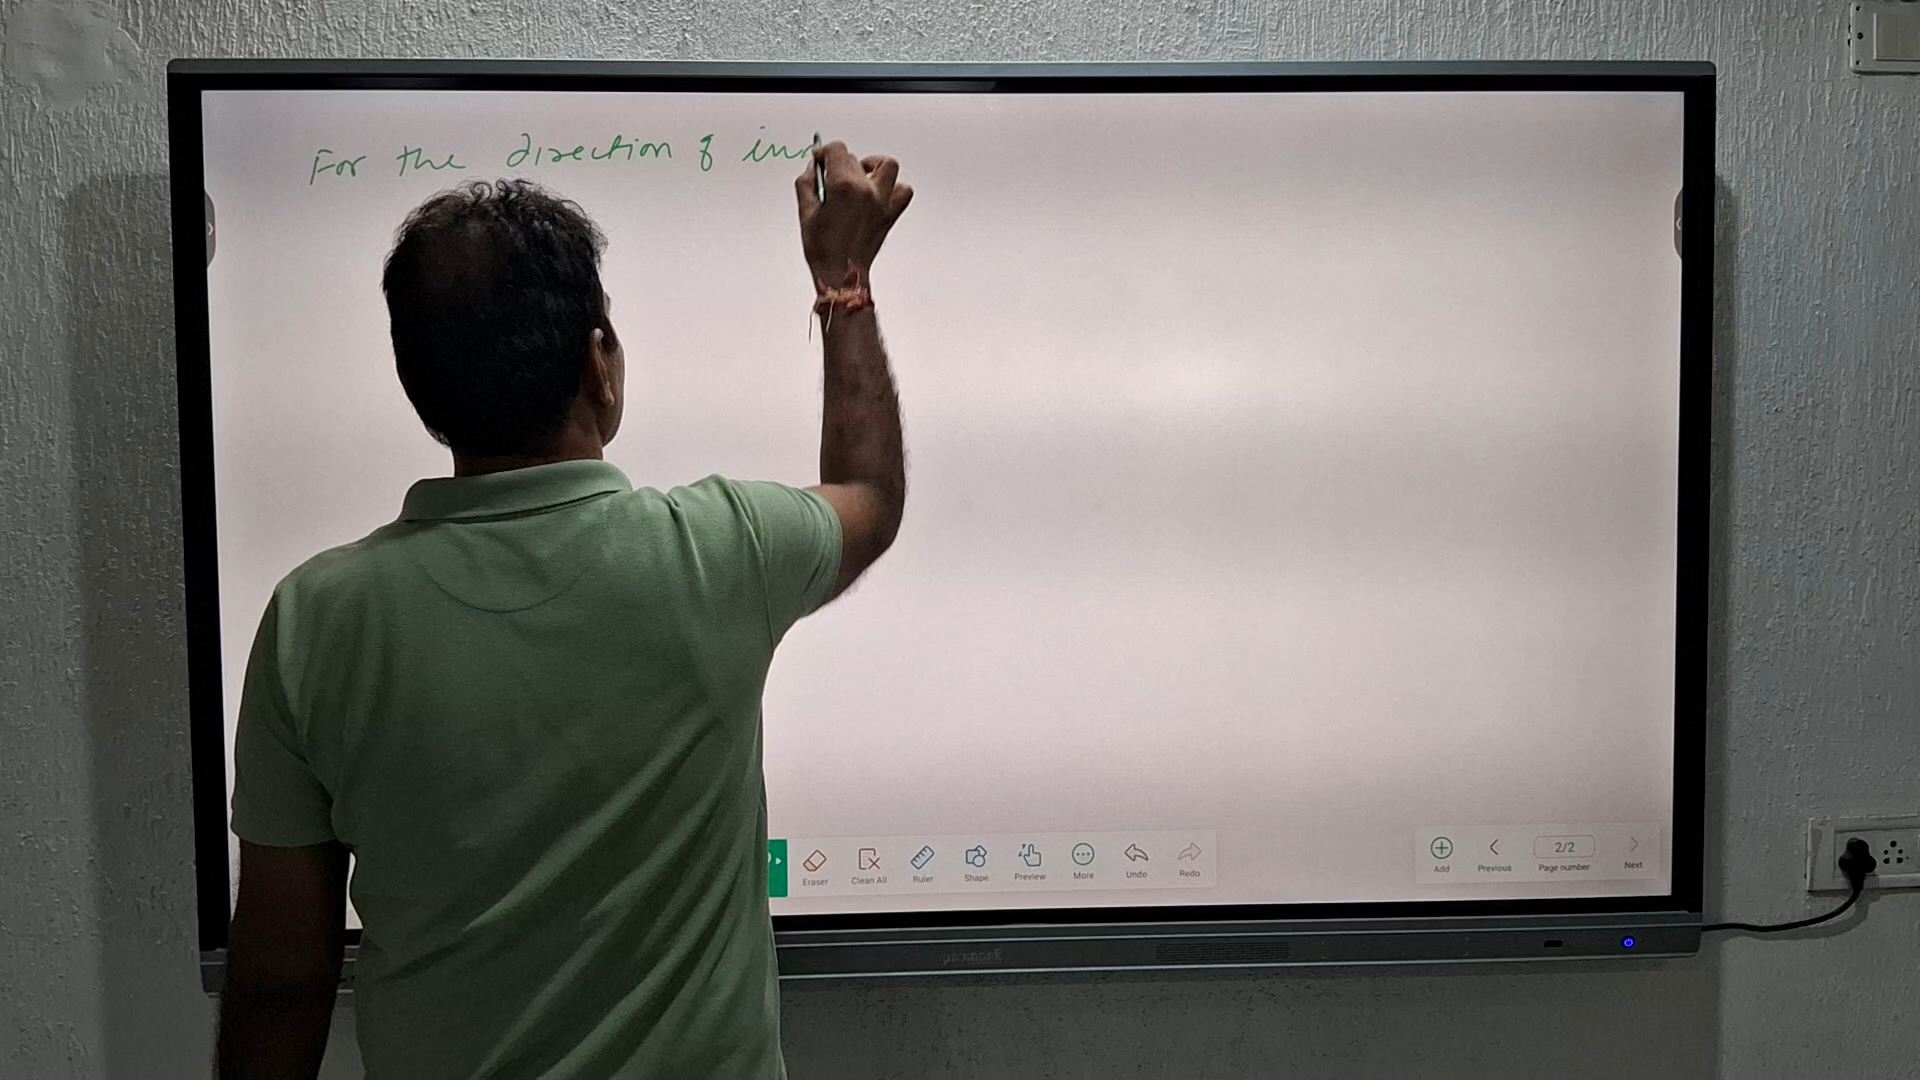 For the direction of
Eraser
Clean All
Ruler
Shape
Preview
More
Undo
Redo
Add
Previous
2/2
Page number
Next